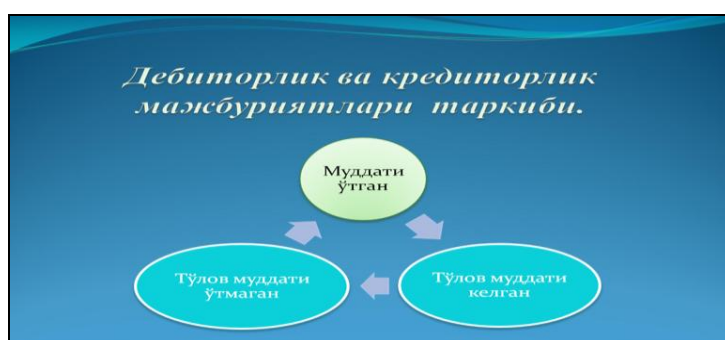 Дебиторлик ва кредиторлик
мажбуриятлари таркиби.
Муддати
ўтган
Тўлов муддати
ўтмаган
Тўлов муддати
келган